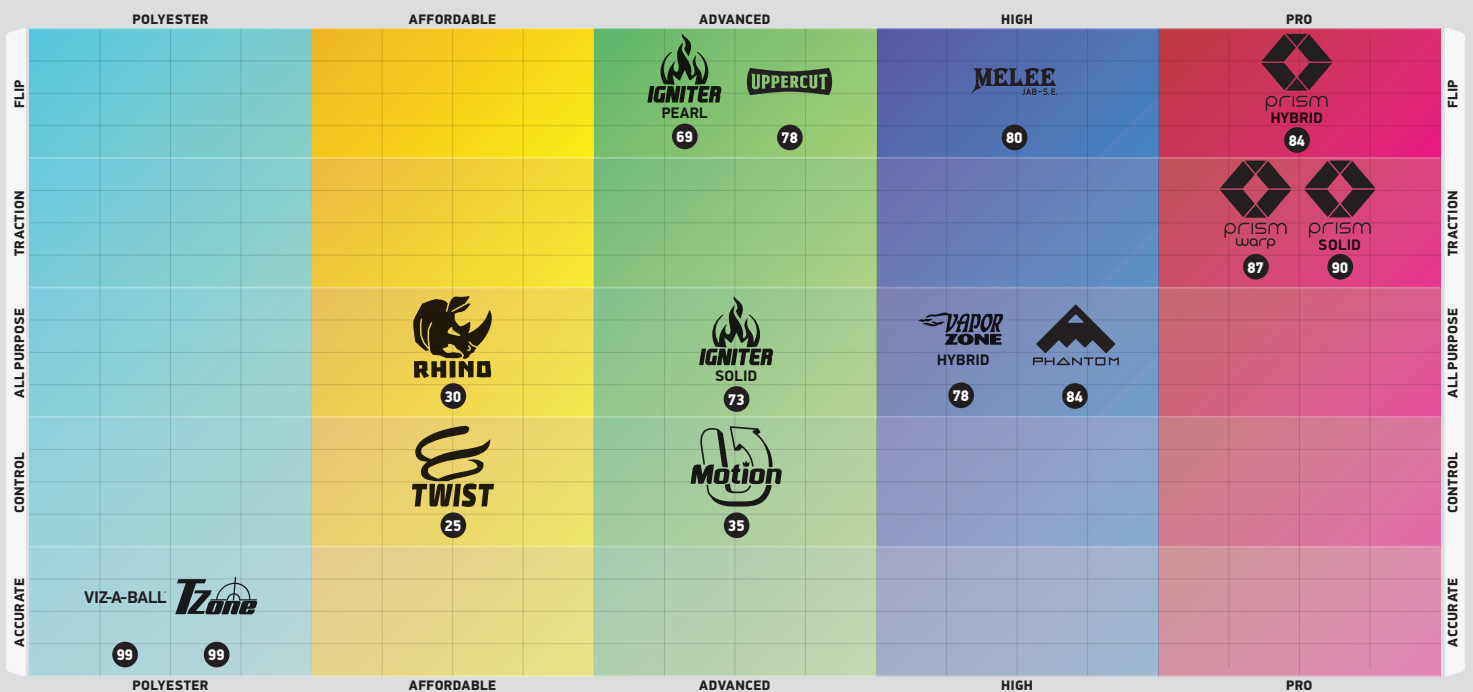 POLYESTER AFFORDABLE ADVANCED HIGH PRO
FLIP
IGNITER
PEARL
69
UPPERCUT
78
MELEE
JAB-S.E.
80
prism
HYBRID
84
FLIP
TRACTION
prism
warp
87
prism
SOLID
90
TRACTION
ALL PURPOSE
RHINO
30
IGNITER
SOLID
73
VAPOR
ZONE
HYBRID
78
PHANTOM
84
ALL PURPOSE
CONTROL
TWIST
25
Motion
35
CONTROL
ACCURATE
VIZ-A-BALL
99
TZone
99
ACCURATE
POLYESTER AFFORDABLE ADVANCED HIGH PRO